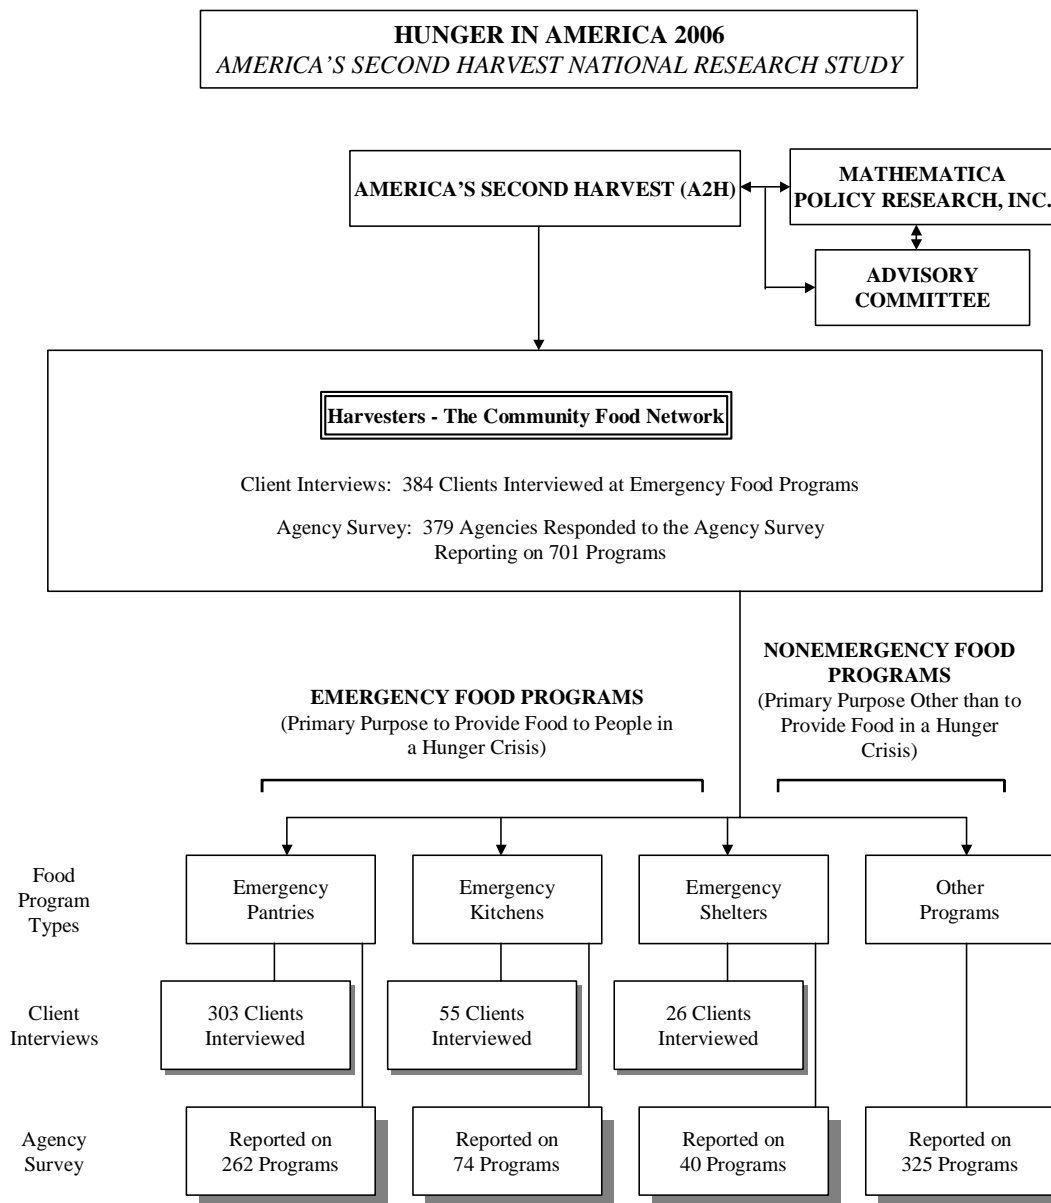 HUNGER IN AMERICA 2006
AMERICA'S SECOND HARVEST NATIONAL RESEARCH STUDY
AMERICA'S SECOND HARVEST (A2H)
MATHEMATICA
POLICY RESEARCH, INC.
ADVISORY
COMMITTEE
Harvesters - The Community Food Network
Client Interviews: 384 Clients Interviewed at Emergency Food Programs
Agency Survey: 379 Agencies Responded to the Agency Survey
Reporting on 701 Programs
EMERGENCY FOOD PROGRAMS
(Primary Purpose to Provide Food to People in
a Hunger Crisis)
NONEMERGENCY FOOD
PROGRAMS
(Primary Purpose Other than to
Provide Food in a Hunger
Crisis)
Food
Program
Types
Emergency
Pantries
Emergency
Kitchens
Emergency
Shelters
Other
Programs
Client
Interviews
303 Clients
Interviewed
55 Clients
Interviewed
26 Clients
Interviewed
Agency
Survey
Reported on
262 Programs
Reported on
74 Programs
Reported on
40 Programs
Reported on
325 Programs